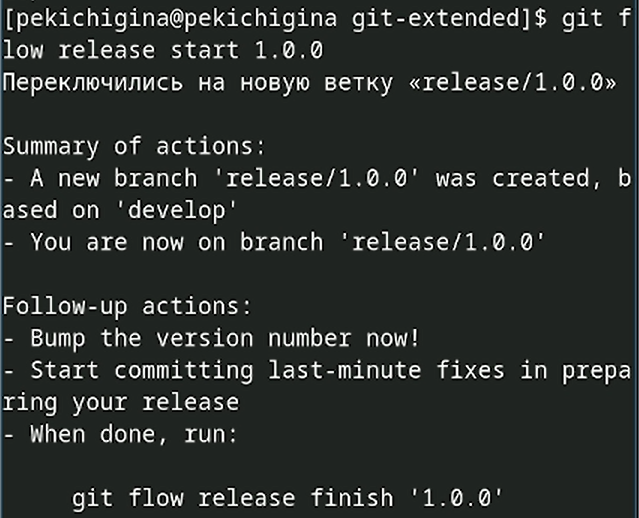 [pekichigina@pekichigina git-extended]$ git f
low release start 1.0.0
Переключились на новую ветку «release/1.0.0»
Summary of actions:
- A new branch 'release/1.0.0' was created, b
ased on 'develop'
- You are now on branch 'release/1.0.0'
Follow-up actions:
- Bump the version number now!
- Start committing last-minute fixes in prepa
ring your release
- When done, run:
git flow release finish '1.0.0'